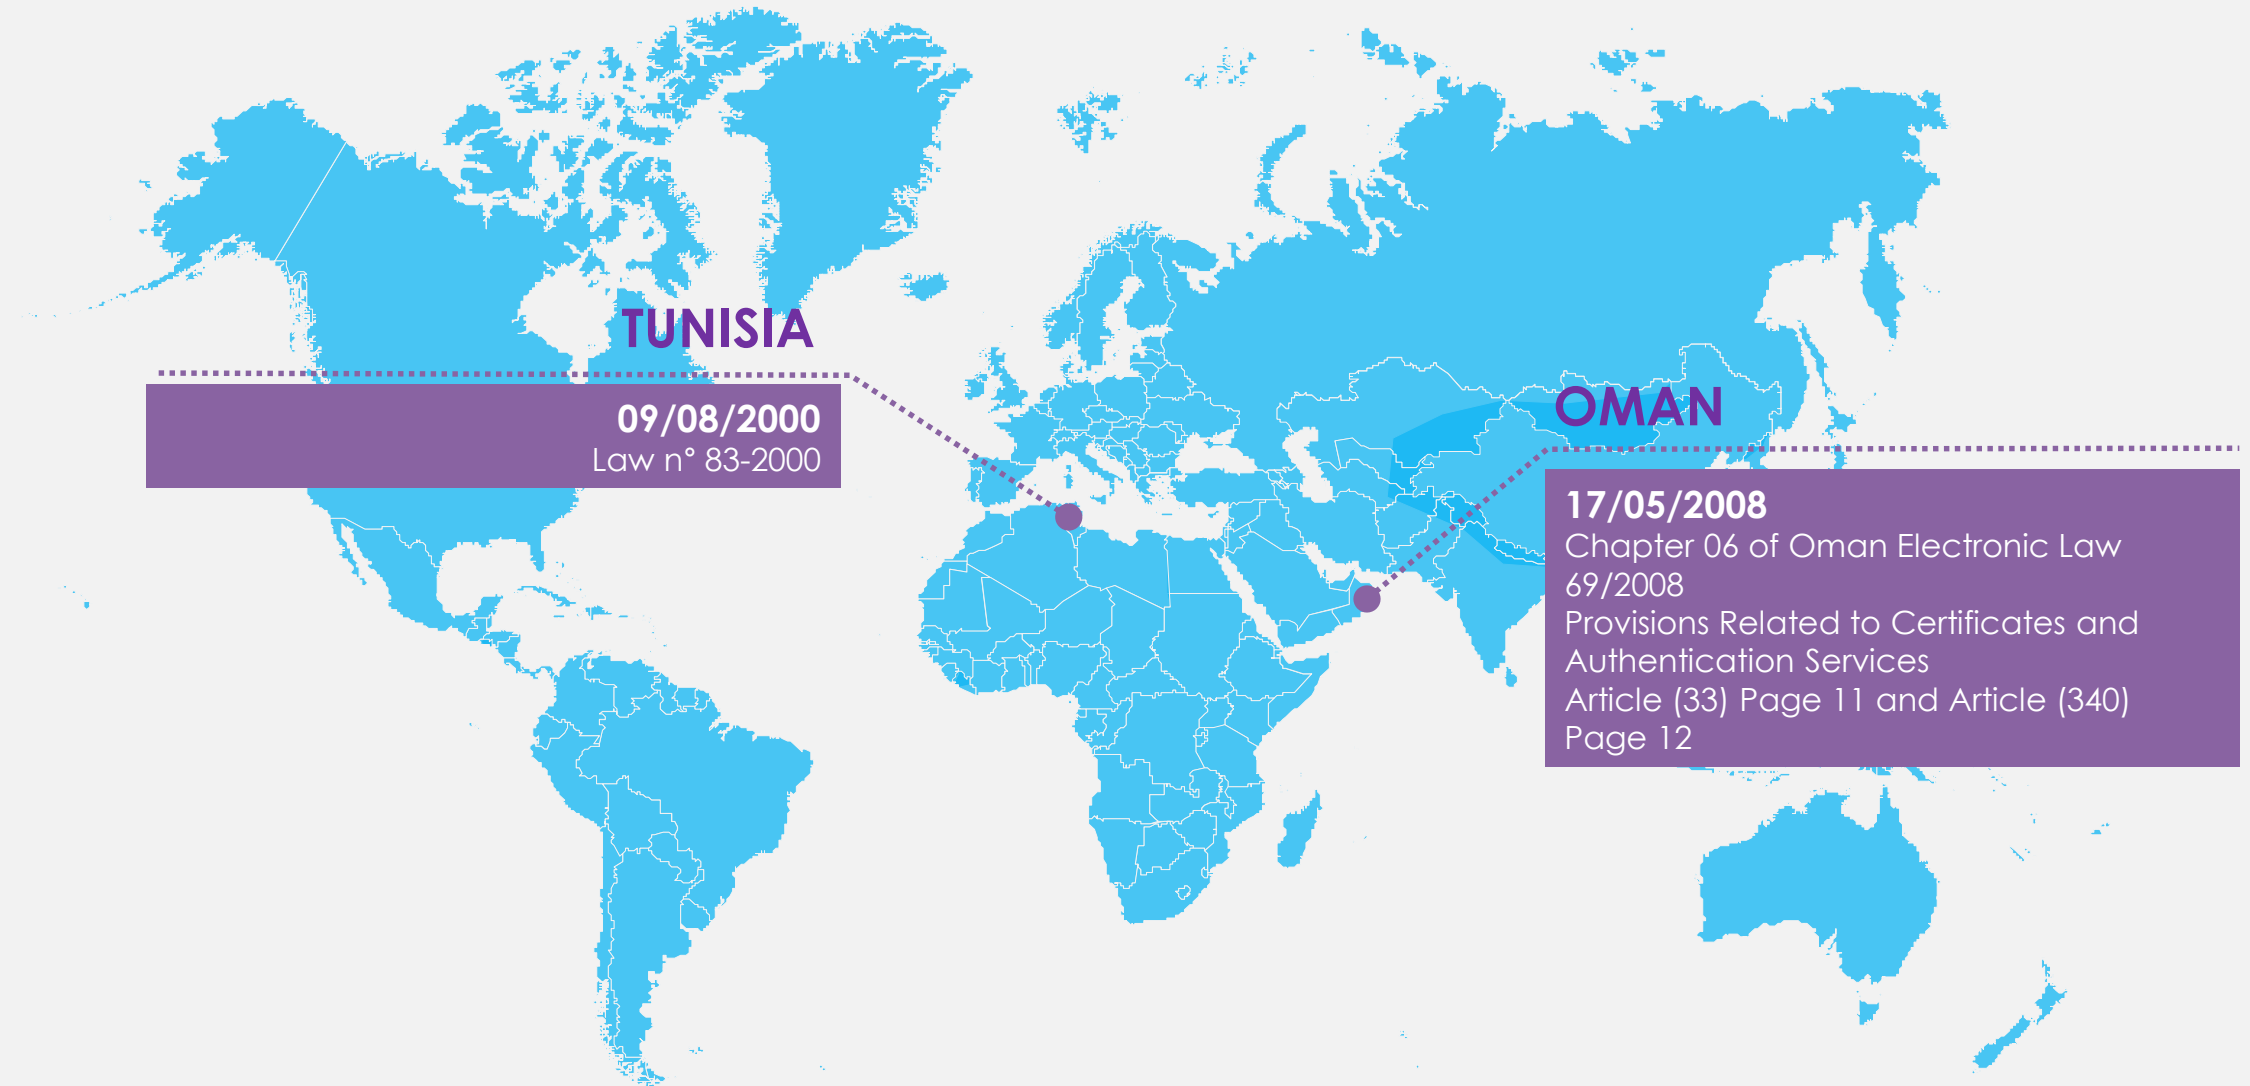 TUNISIA
09/08/2000
Law n° 83-2000
OMAN
17/05/2008
Chapter 06 of Oman Electronic Law
69/2008
Provisions Related to Certificates and
Authentication Services
Article (33) Page 11 and Article (340)
Page 12